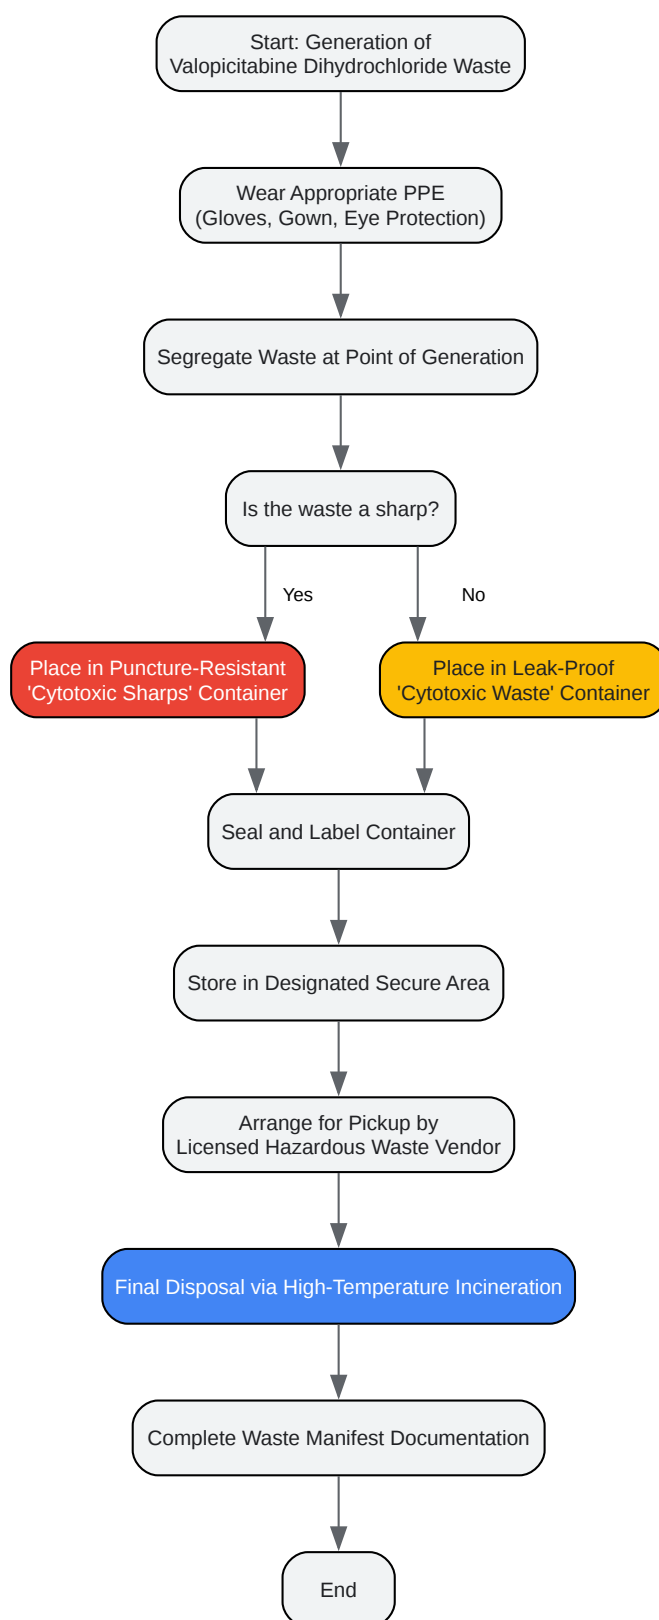 Start: Generation of
Valopicitabine Dihydrochloride Waste
Wear Appropriate PPE
(Gloves, Gown, Eye Protection)
Segregate Waste at Point of Generation
Is the waste a sharp?
Yes
No
Place in Puncture-Resistant
'Cytotoxic Sharps' Container
Place in Leak-Proof
'Cytotoxic Waste' Container
Seal and Label Container
Store in Designated Secure Area
Arrange for Pickup by
Licensed Hazardous Waste Vendor
Final Disposal via High-Temperature Incineration
Complete Waste Manifest Documentation
End